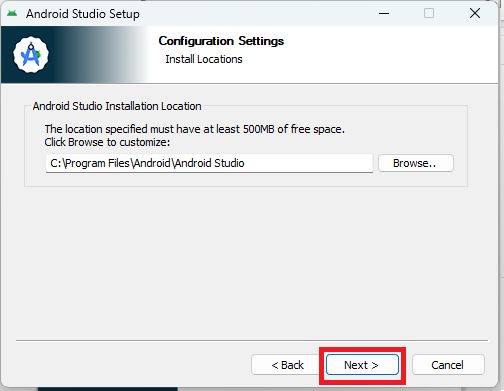 Android Studio Setup
Configuration Settings
Install Locations
Android Studio Installation Location
The location specified must have at least 500MB of free space.
Click Browse to customize:
C:\Program Files\Android\Android Studio
Browse..
< Back
Next >
Cancel